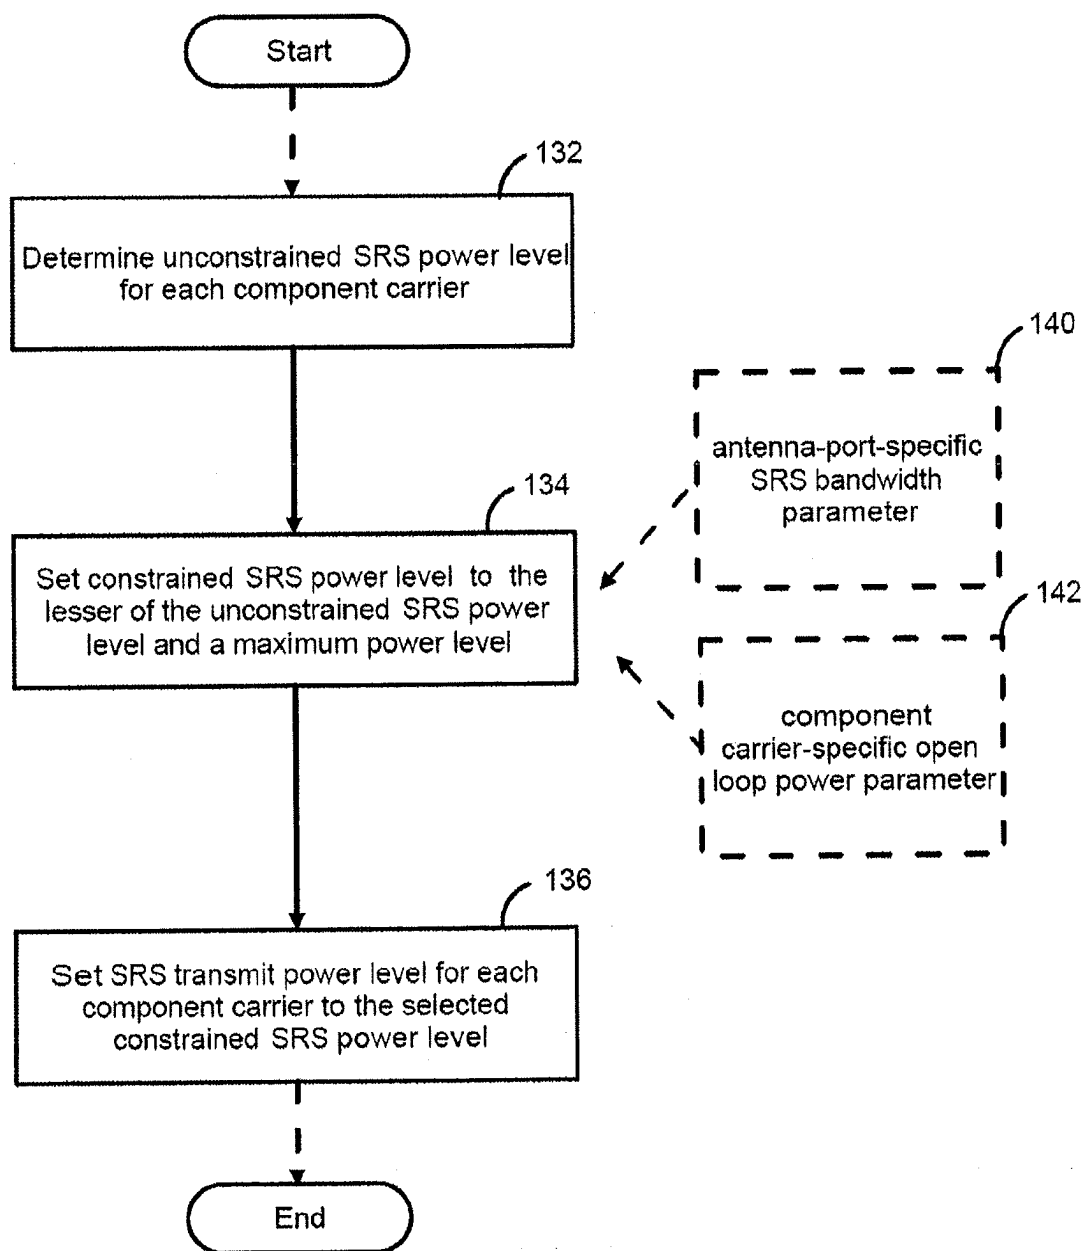 Start
132
Determine unconstrained SRS power level
for each component carrier
140
antenna-port-specific
SRS bandwidth
parameter
134
Set constrained SRS power level to the
lesser of the unconstrained SRS power
level and a maximum power level
142
component
carrier-specific open
loop power parameter
136
Set SRS transmit power level for each
component carrier to the selected
constrained SRS power level
End